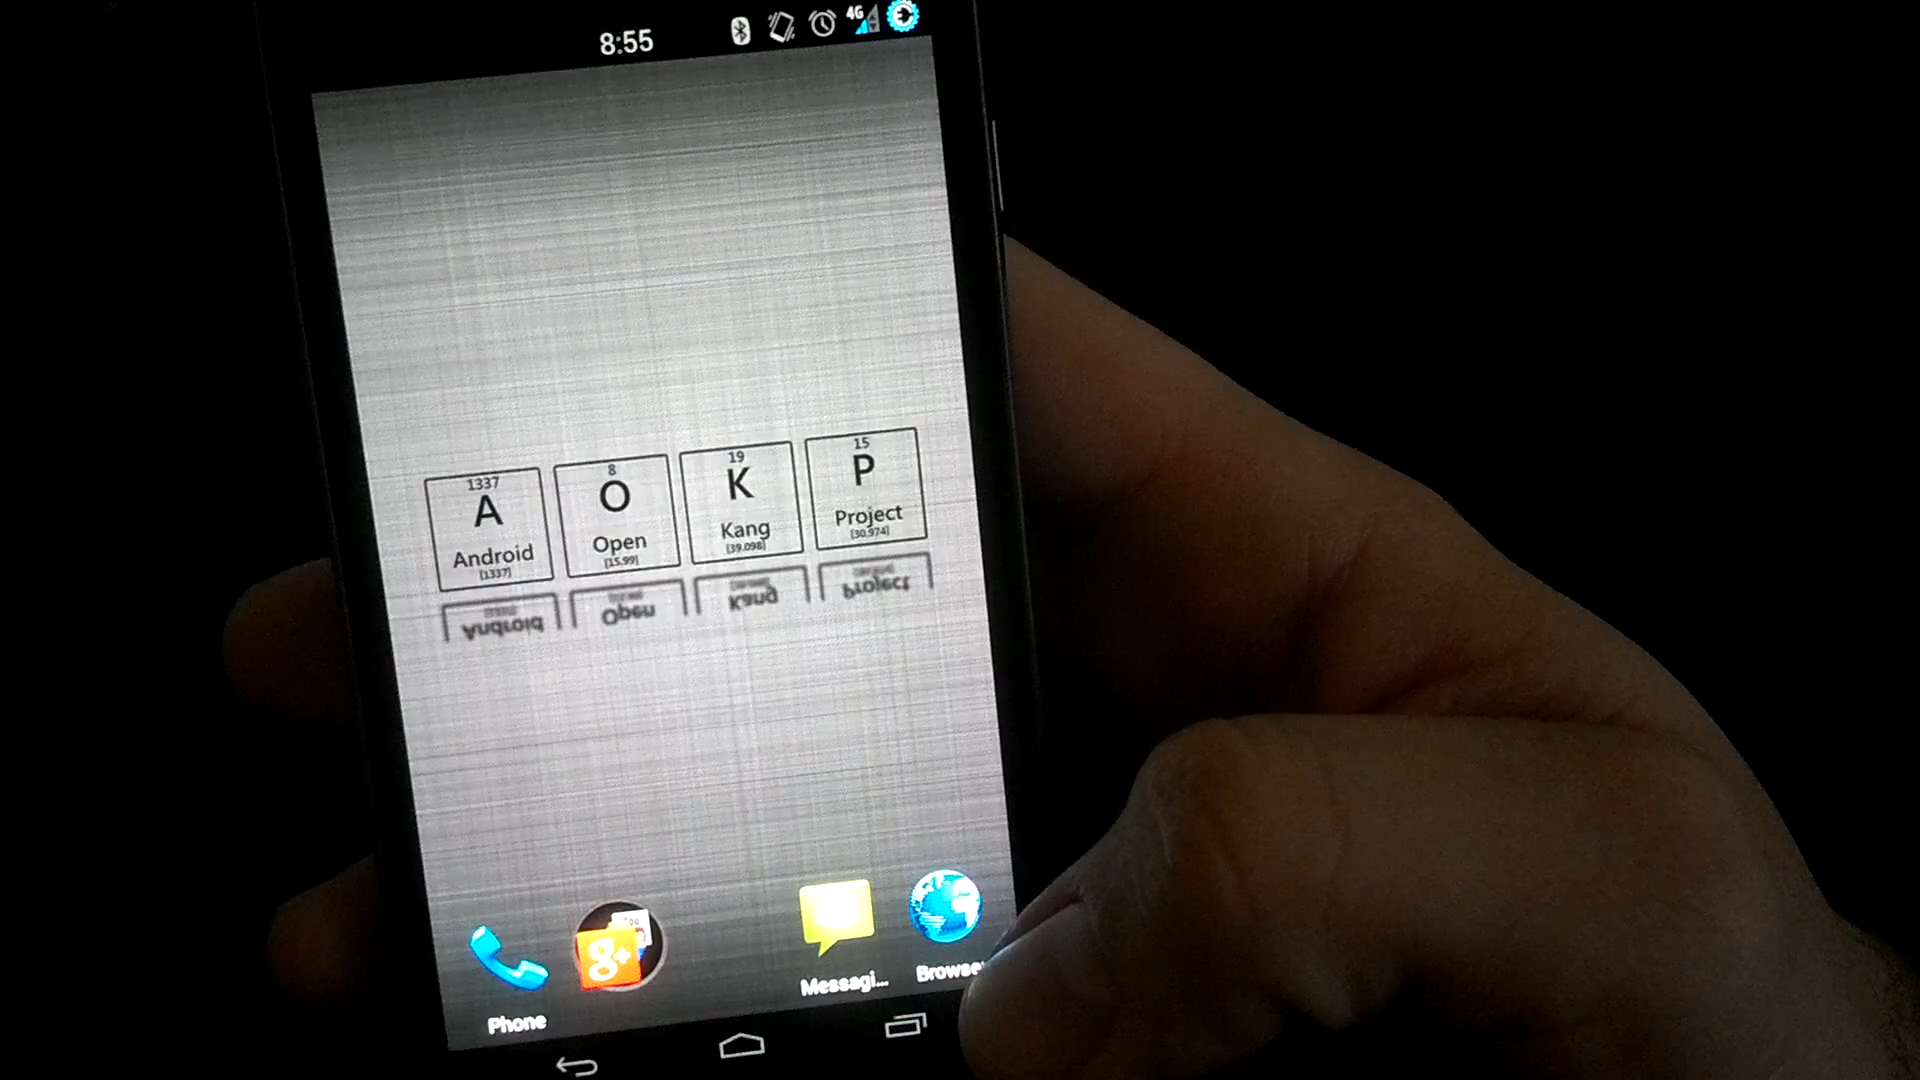 8:55
4G
1337
A
Android
[1337]
8
O
Open
[15.99]
19
K
Kang
[39.098]
15
P
Project
[30.974]
Android
Open
Kang
Project
g+
Phone
Messagi...
Browse